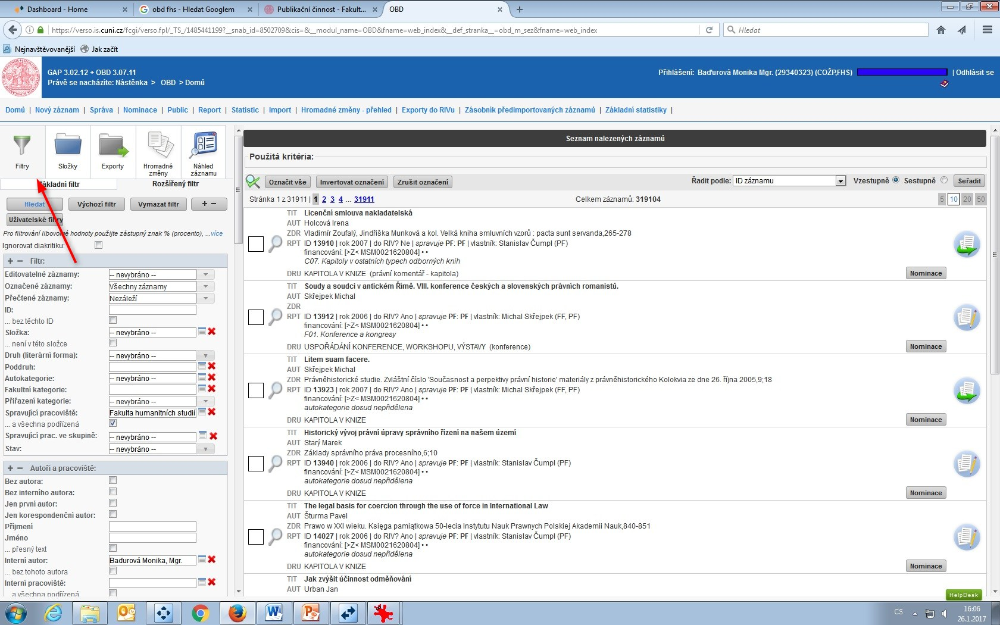 Dashboard - Home
obd fhs - Hledat Googlem
Publikační činnost - Fakult...
OBD
https://verso.is.cuni.cz/fcgi/verso.fpl/_TS_/1485441199?__snab_id=8502709&cis=&__modul_name=OBD&fname=web_index&__def_stranka__=obd_m_sez&fname=web_index
Hledat
Nejnavštěvovanější Jak začít
GAP 3.02.12 + OBD 3.07.11
Právě se nacházíte: Nástěnka > OBD > Domů
Přihlášení: Baďurová Monika Mgr. (29340323) (COŽP,FHS) | Odhlásit se
Domů | Nový záznam | Správa | Nominace | Public | Report | Statistic | Import | Hromadné změny - přehled | Exporty do RIVu | Zásobník předimportovaných záznamů | Základní statistiky |
Filtry
Složky
Exporty
Hromadné změny
Náhled záznamu
Základní filtr
Rozšířený filtr
Hledat
Výchozí filtr
Vymazat filtr
+ −
Uživatelské filtry
Pro filtrování libovolné hodnoty použijte zástupný znak % (procento), ...více
Ignorovat diakritiku:
+ − Filtr:
Editovatelné záznamy: -- nevybráno --
Označené záznamy: Všechny záznamy
Přečtené záznamy: Nezáleží
ID:
... bez těchto ID
Složka: -- nevybráno --
... není v této složce
Druh (literární forma): -- nevybráno --
Poddruh:
Autokategorie: -- nevybráno --
Fakultní kategorie:
Přiřazení kategorie: -- nevybráno --
Spravující pracoviště: Fakulta humanitních studií
... a všechna podřízená
Spravující prac. ve skupině: -- nevybráno --
Stav: -- nevybráno --
+ − Autoři a pracoviště:
Bez autora:
Bez interního autora:
Jen první autor:
Jen korespondenční autor:
Příjmení
Jméno
... přesný text
Interní autor: Baďurová Monika, Mgr.
... bez tohoto autora
Interní pracoviště:
... a všechna podřízená
Seznam nalezených záznamů
Použitá kritéria:
Označit vše
Invertovat označení
Zrušit označení
Řadit podle: ID záznamu Vzestupně Sestupně Seřadit
Stránka 1 z 31911 | 1 2 3 4 ... 31911
Celkem záznamů: 319104
5 10 20 50
TIT Licenční smlouva nakladatelská
AUT Holcová Irena
ZDR Vladimír Zoufalý, Jindřiška Munková a kol. Velká kniha smluvních vzorů : pacta sunt servanda,265-278
RPT ID 13910 | rok 2007 | do RIV? Ne | spravuje PF: PF | vlastník: Stanislav Čumpl (PF)
financování: [>Z< MSM0021620804] • •
C07. Kapitoly v ostatních typech odborných knih
DRU KAPITOLA V KNIZE (právní komentář - kapitola)
Nominace
TIT Soudy a soudci v antickém Římě. VIII. konference českých a slovenských právních romanistů.
AUT Skřejpek Michal
ZDR
RPT ID 13912 | rok 2006 | do RIV? Ano | spravuje PF: PF | vlastník: Michal Skřejpek (FF, PF)
financování: [>Z< MSM0021620804] • •
F01. Konference a kongresy
DRU USPOŘÁDÁNÍ KONFERENCE, WORKSHOPU, VÝSTAVY (konference)
Nominace
TIT Litem suam facere.
AUT Skřejpek Michal
ZDR Právněhistorické studie. Zvláštní číslo 'Současnost a perpektivy právní historie' materiály z právněhistorického Kolokvia ze dne 26. října 2005,9;18
RPT ID 13923 | rok 2007 | do RIV? Ano | spravuje PF: PF | vlastník: Michal Skřejpek (FF, PF)
financování: [>Z< MSM0021620804] • •
autokategorie dosud nepřidělena
DRU KAPITOLA V KNIZE
Nominace
TIT Historický vývoj právní úpravy správního řízení na našem území
AUT Starý Marek
ZDR Základy správního práva procesního,6;10
RPT ID 13940 | rok 2006 | do RIV? Ano | spravuje PF: PF | vlastník: Stanislav Čumpl (PF)
financování: [>Z< MSM0021620804] • •
autokategorie dosud nepřidělena
DRU KAPITOLA V KNIZE
Nominace
TIT The legal basis for coercion through the use of force in International Law
AUT Šturma Pavel
ZDR Prawo w XXI wieku. Księga pamiątkowa 50-lecia Instytutu Nauk Prawnych Polskiej Akademii Nauk,840-851
RPT ID 14027 | rok 2006 | do RIV? Ano | spravuje PF: PF | vlastník: Stanislav Čumpl (PF)
financování: [>Z< MSM0021620804] • •
autokategorie dosud nepřidělena
DRU KAPITOLA V KNIZE
Nominace
TIT Jak zvýšit účinnost odměňování
AUT Urban Jan
HelpDesk
CS
16:06
26.1.2017